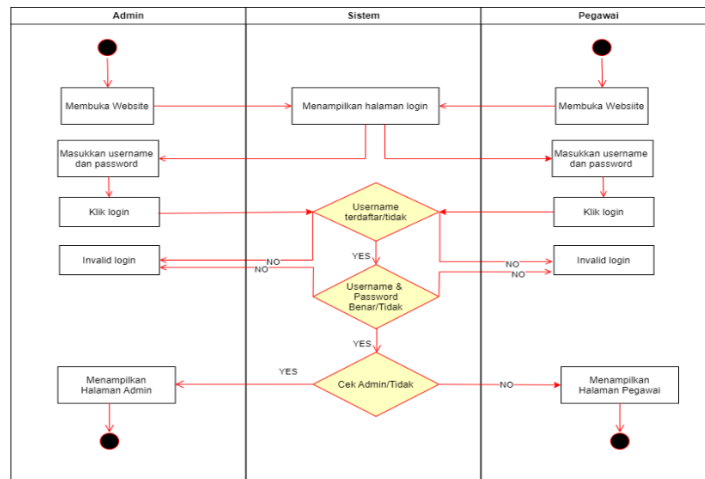 Admin
Sistem
Pegawai
Membuka Website
Menampilkan halaman login
Membuka Websiite
Masukkan username
dan password
Masukkan username
dan password
Klik login
Username
terdaftar/tidak
Klik login
Invalid login
NO
NO
YES
NO
NO
Invalid login
Username &
Password
Benar/Tidak
YES
Menampilkan
Halaman Admin
YES
Cek Admin/Tidak
NO
Menampilkan
Halaman Pegawai